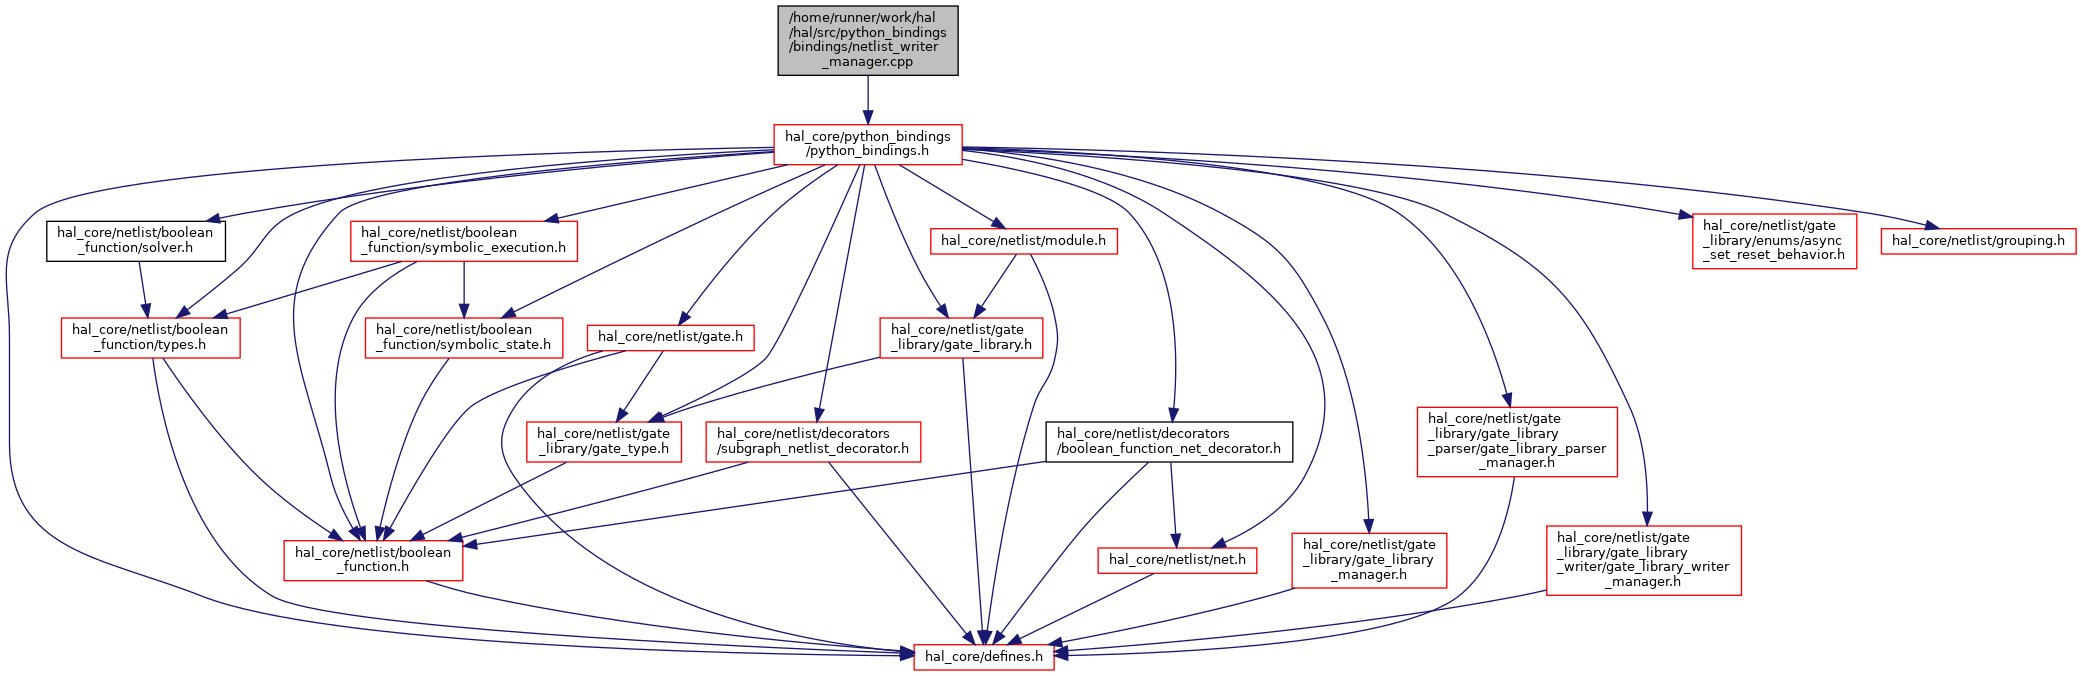 /home/runner/work/hal
/hal/src/python_bindings
/bindings/netlist_writer
_manager.cpp
hal_core/python_bindings
/python_bindings.h
hal_core/netlist/boolean
_function/solver.h
hal_core/netlist/boolean
_function/symbolic_execution.h
hal_core/netlist/module.h
hal_core/netlist/gate
_library/enums/async
_set_reset_behavior.h
hal_core/netlist/grouping.h
hal_core/netlist/boolean
_function/types.h
hal_core/netlist/boolean
_function/symbolic_state.h
hal_core/netlist/gate.h
hal_core/netlist/gate
_library/gate_library.h
hal_core/netlist/gate
_library/gate_type.h
hal_core/netlist/decorators
/subgraph_netlist_decorator.h
hal_core/netlist/decorators
/boolean_function_net_decorator.h
hal_core/netlist/gate
_library/gate_library
_parser/gate_library_parser
_manager.h
hal_core/netlist/boolean
_function.h
hal_core/netlist/net.h
hal_core/netlist/gate
_library/gate_library
_manager.h
hal_core/netlist/gate
_library/gate_library
_writer/gate_library_writer
_manager.h
hal_core/defines.h